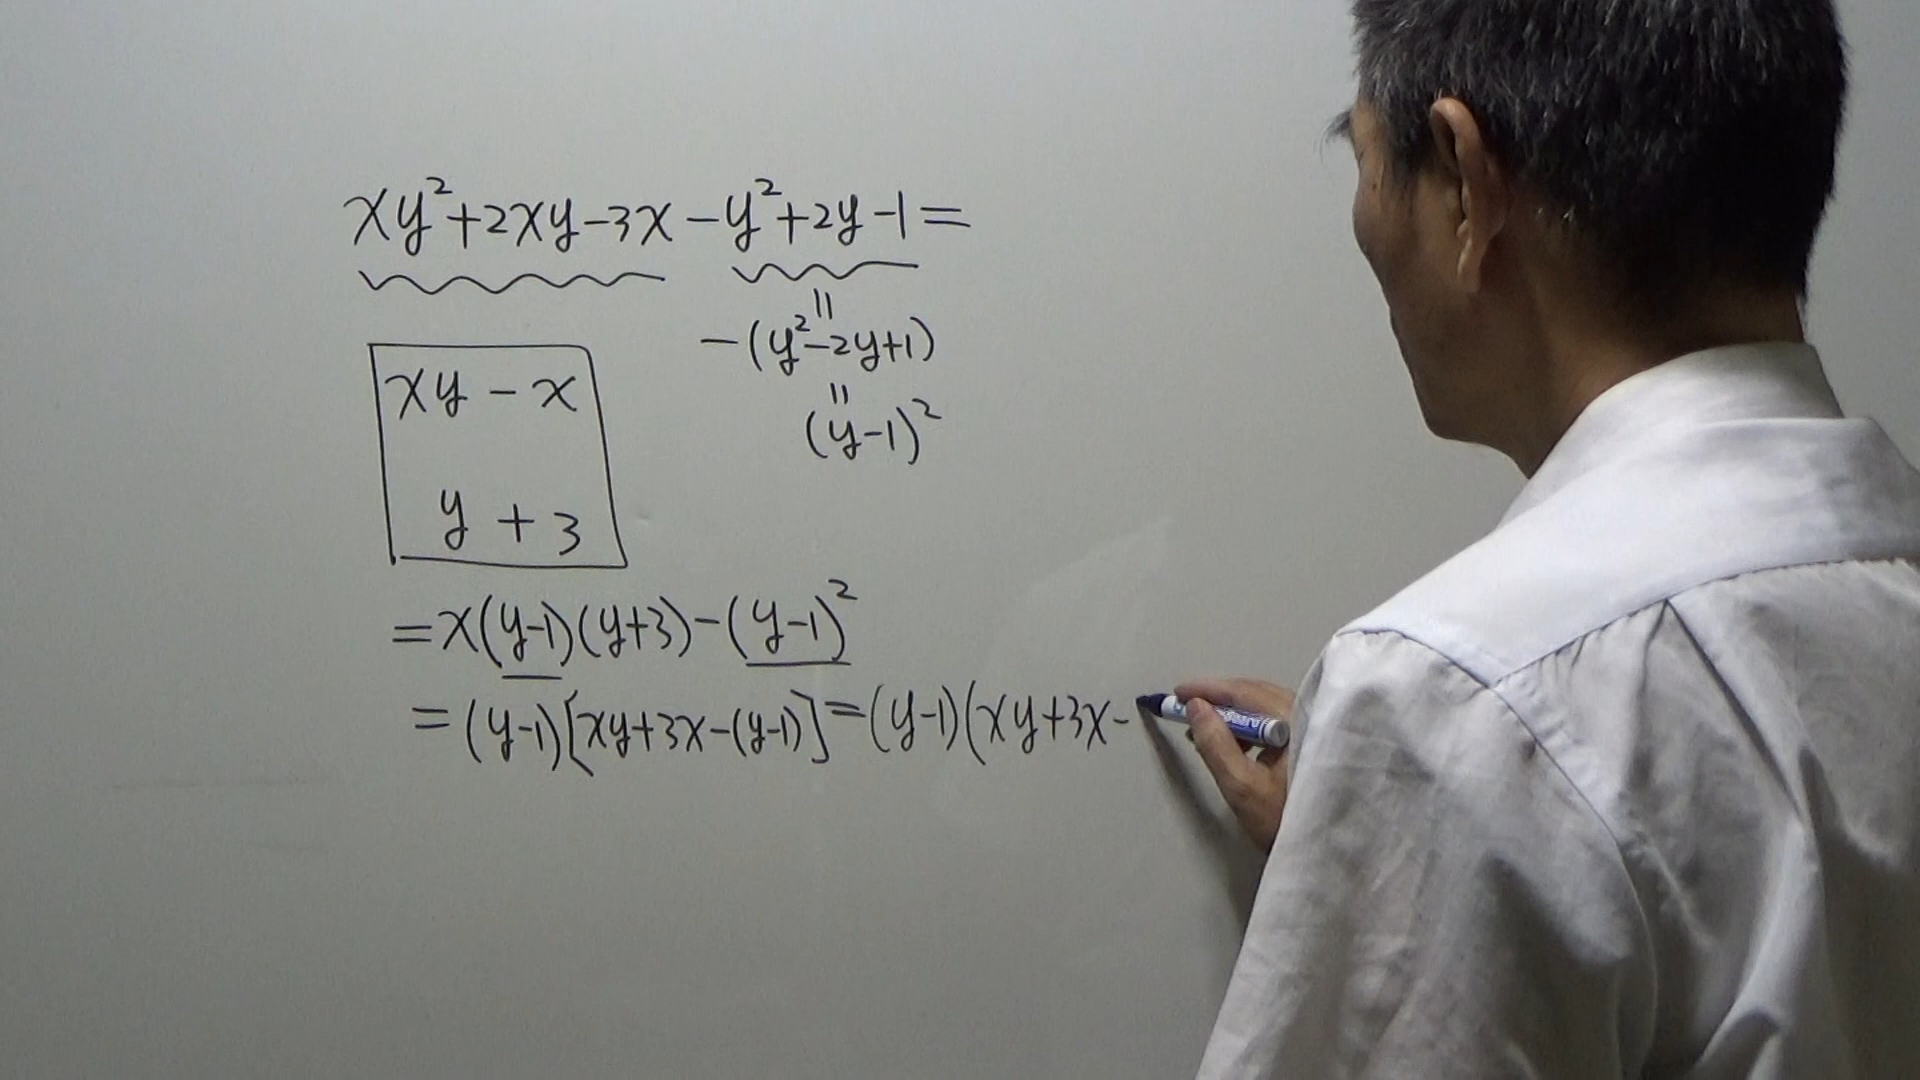 xy²+2xy-3x-y²+2y-1=
=
-(y²-2y+1)
=
(y-1)²
xy-x
y+3
=x(y-1)(y+3)-(y-1)²
=(y-1)[xy+3x-(y-1)]=(y-1)(xy+3x-